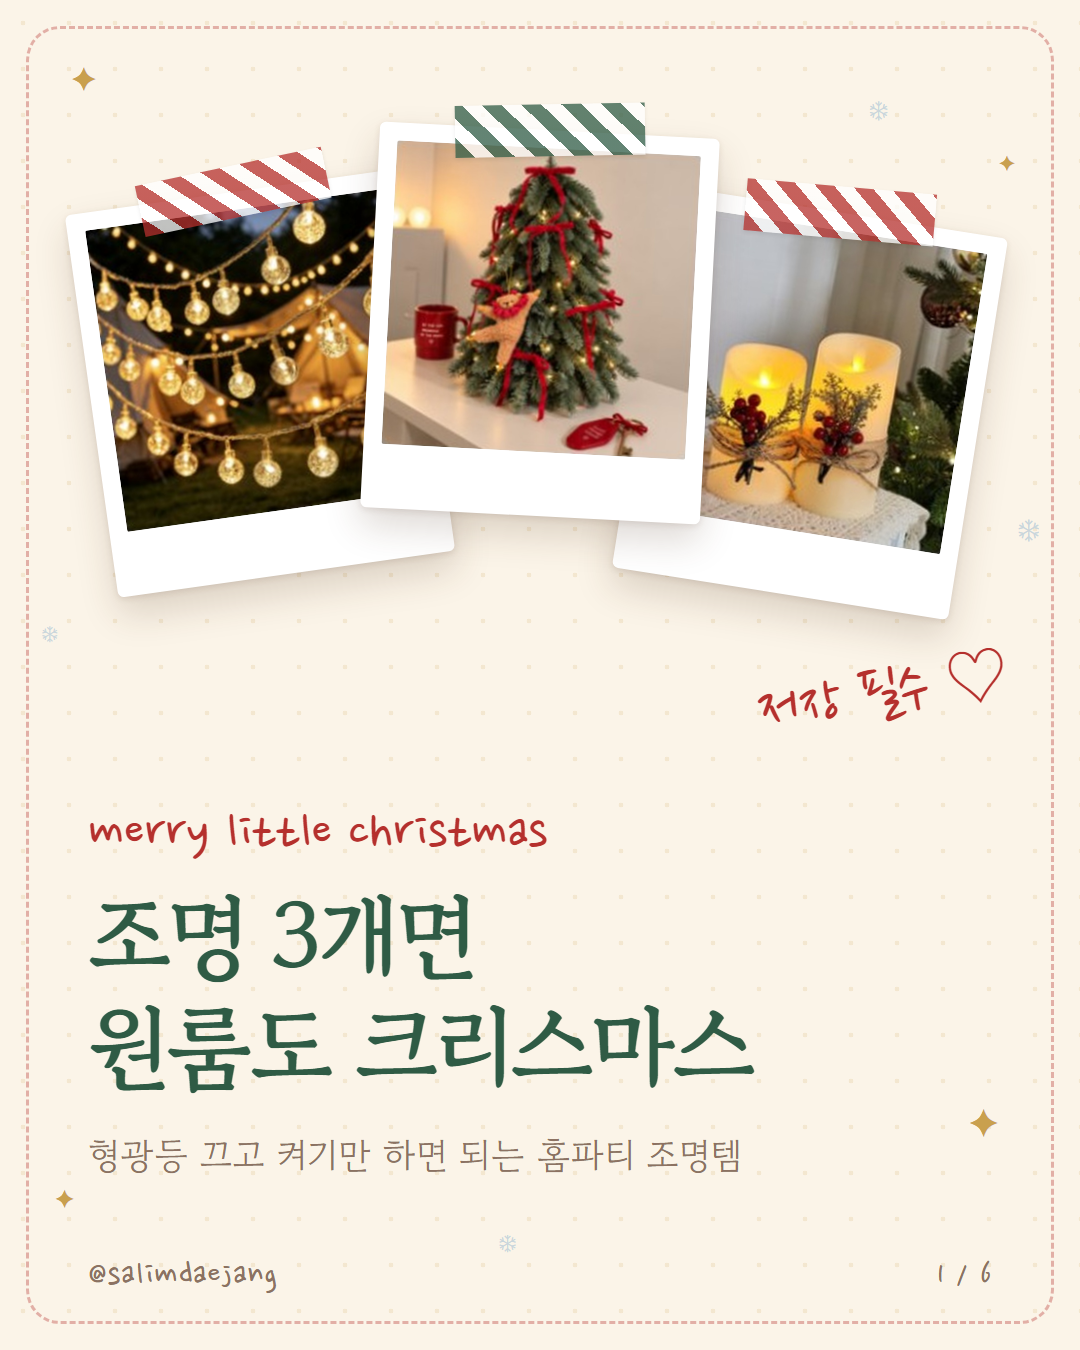 저장 필수
merry little christmas
조명 3개면
원룸도 크리스마스
형광등 끄고 켜기만 하면 되는 홈파티 조명템
@salimdaejang
1 / 6